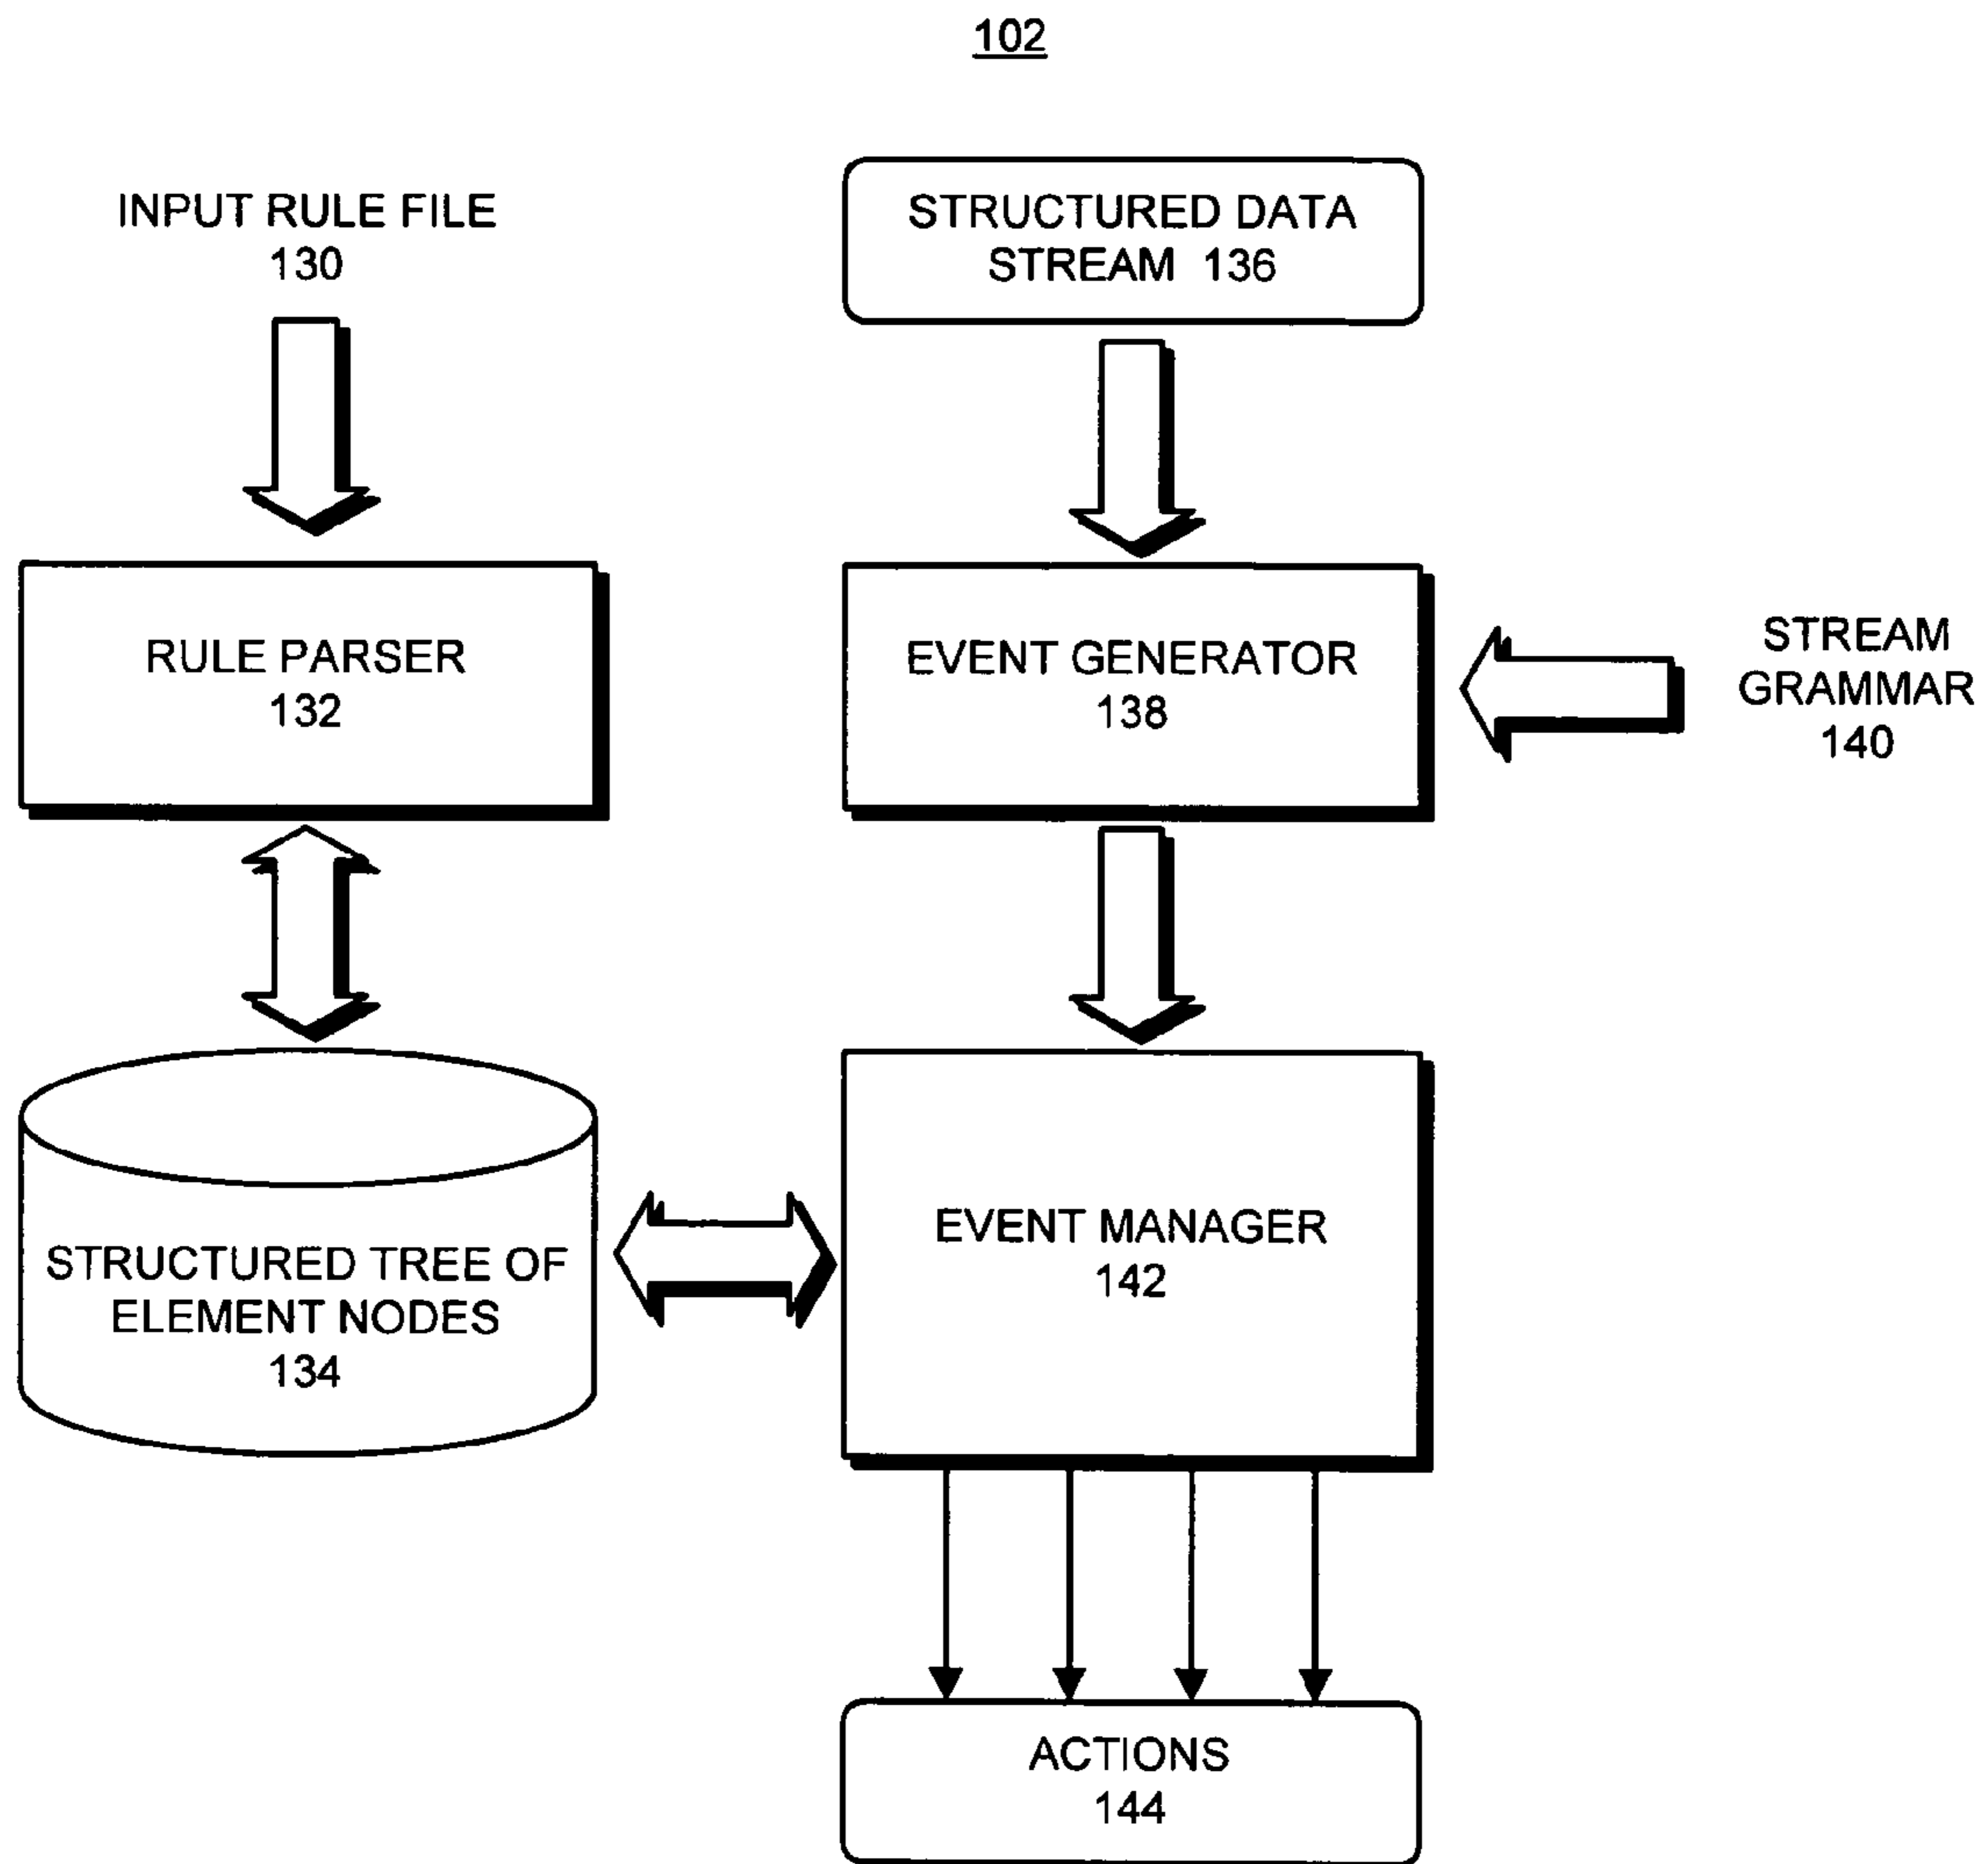 102
INPUT RULE FILE
130
STRUCTURED DATA
STREAM 136
RULE PARSER
132
EVENT GENERATOR
138
STREAM
GRAMMAR
140
STRUCTURED TREE OF
ELEMENT NODES
134
EVENT MANAGER
142
ACTIONS
144